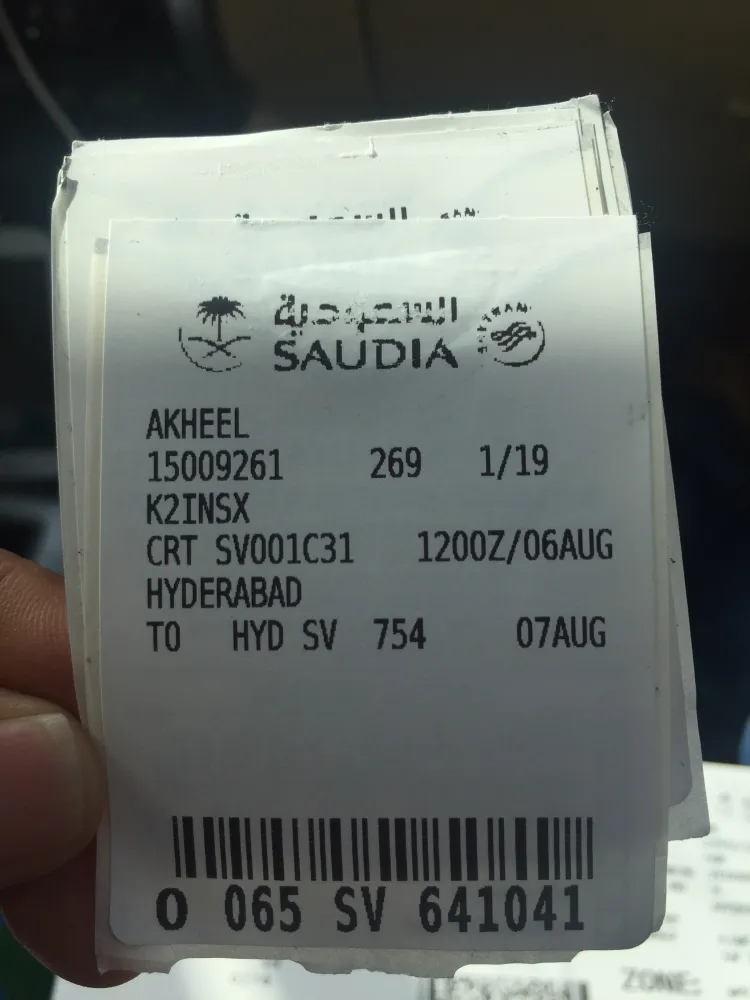 السعودية
SAUDIA
AKHEEL
15009261 269 1/19
K2INSX
CRT SV001C31 1200Z/06AUG
HYDERABAD
TO HYD SV 754 07AUG
0 065 SV 641041
ZONE: